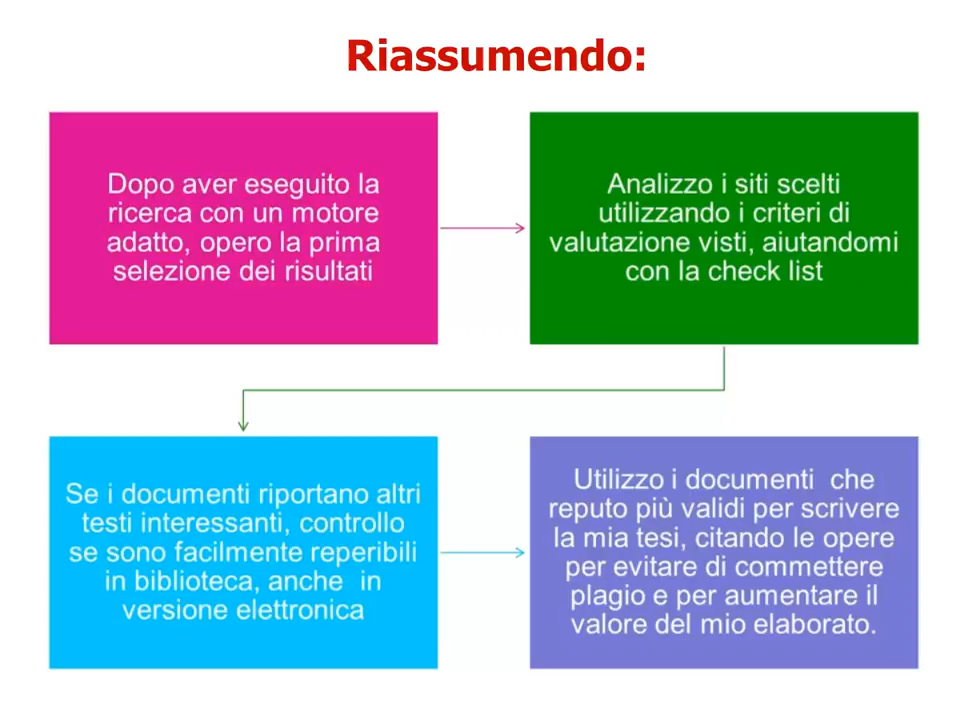 Riassumendo:
Dopo aver eseguito la
ricerca con un motore
adatto, opero la prima
selezione dei risultati
Analizzo i siti scelti
utilizzando i criteri di
valutazione visti, aiutandomi
con la check list
Se i documenti riportano altri
testi interessanti, controllo
se sono facilmente reperibili
in biblioteca, anche  in
versione elettronica
Utilizzo i documenti  che
reputo più validi per scrivere
la mia tesi, citando le opere
per evitare di commettere
plagio e per aumentare il
valore del mio elaborato.